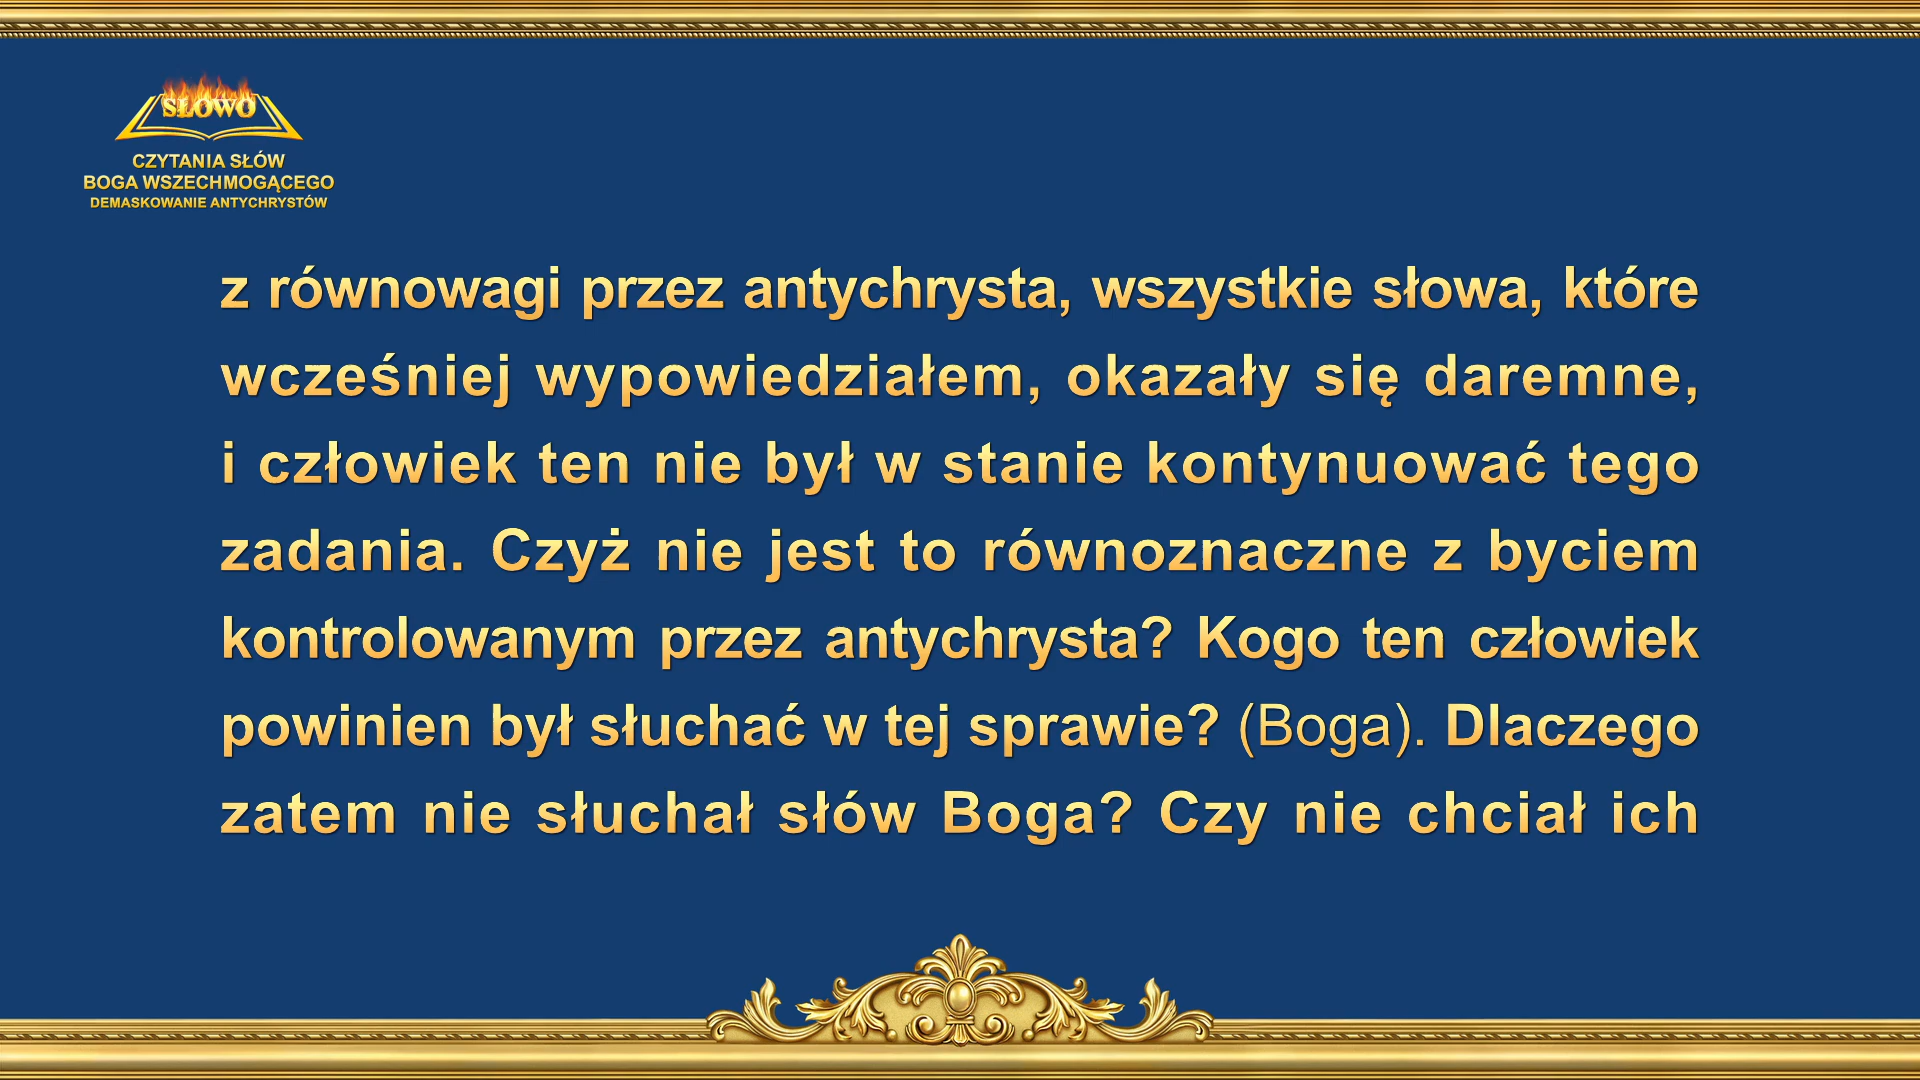 SŁOWO
CZYTANIA SŁÓW
BOGA WSZECHMOGĄCEGO
DEMASKOWANIE ANTYCHRYSTÓW
z równowagi przez antychrysta, wszystkie słowa, które
wcześniej wypowiedziałem, okazały się daremne,
i człowiek ten nie był w stanie kontynuować tego
zadania. Czyż nie jest to równoznaczne z byciem
kontrolowanym przez antychrysta? Kogo ten człowiek
powinien był słuchać w tej sprawie? (Boga). Dlaczego
zatem nie słuchał słów Boga? Czy nie chciał ich